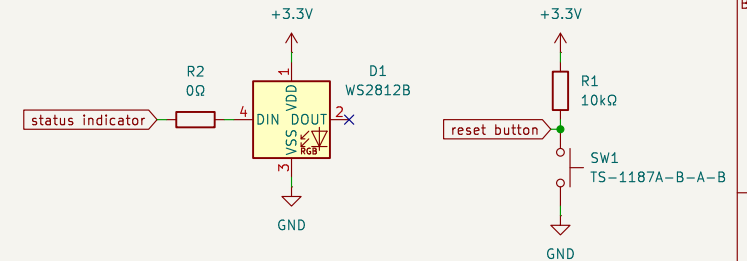 +3.3V
+3.3V
R2
0Ω
D1
WS2812B
1
VDD
status indicator
4
DIN
DOUT
2
VSS
RGB
3
GND
R1
10kΩ
reset button
SW1
TS-1187A-B-A-B
GND